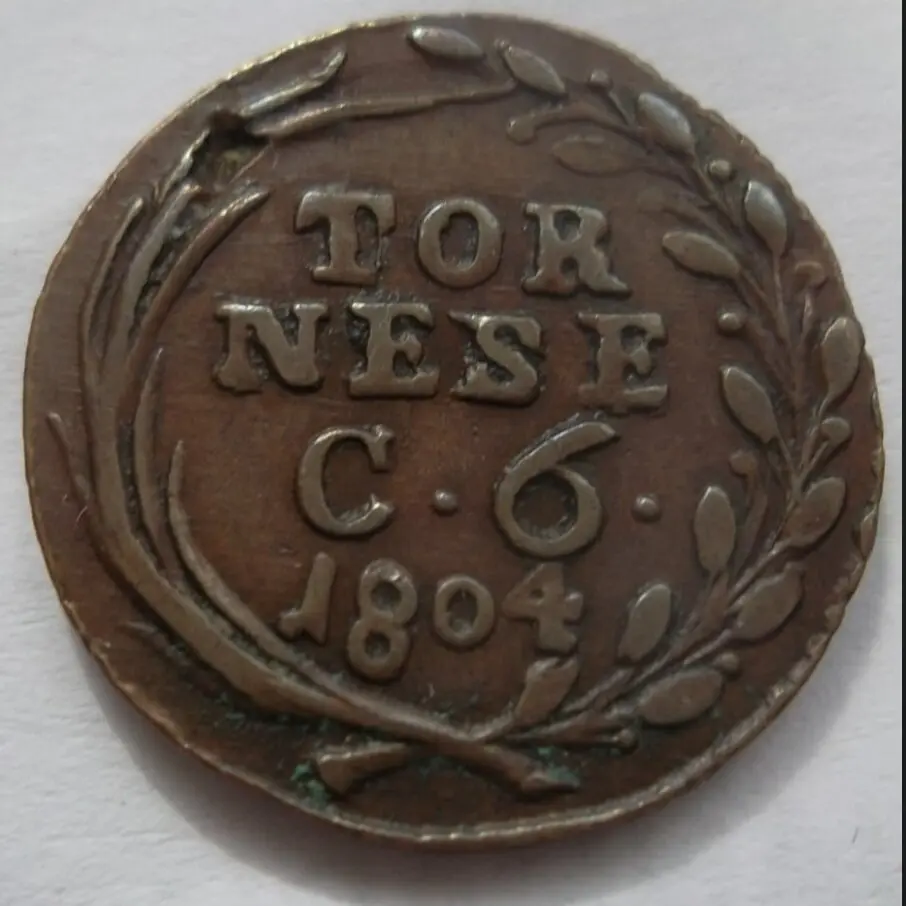 TOR
NESE
C · 6 ·
1804